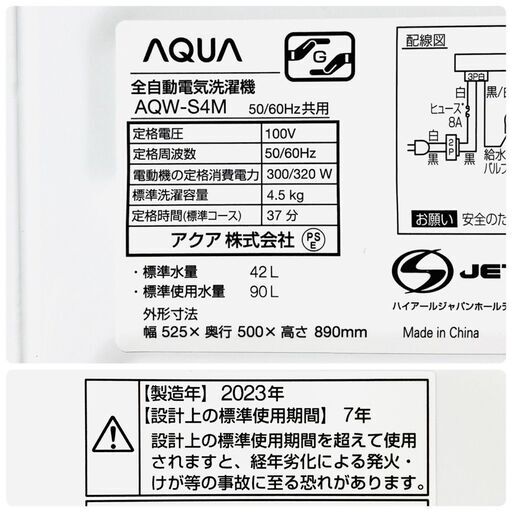 AQUA
G
全自動電気洗濯機
AQW-S4M 50/60Hz共用
定格電圧 100V
定格周波数 50/60Hz
電動機の定格消費電力 300/320 W
標準洗濯容量 4.5 kg
定格時間(標準コース) 37 分
アクア 株式会社 PSE
・標準水量 42 L
・標準使用水量 90 L
外形寸法
幅 525× 奥行 500× 高さ 890mm
配線図
3P白
白 黒 黒/
ヒューズ
8A
白
2P
黒
給水
バルブ
お願い 安全のた
S JET
ハイアールジャパンホールデ
Made in China
【製造年】2023年
【設計上の標準使用期間】7年
設計上の標準使用期間を超えて使用
されますと、経年劣化による発火・
けが等の事故に至る恐れがあります。